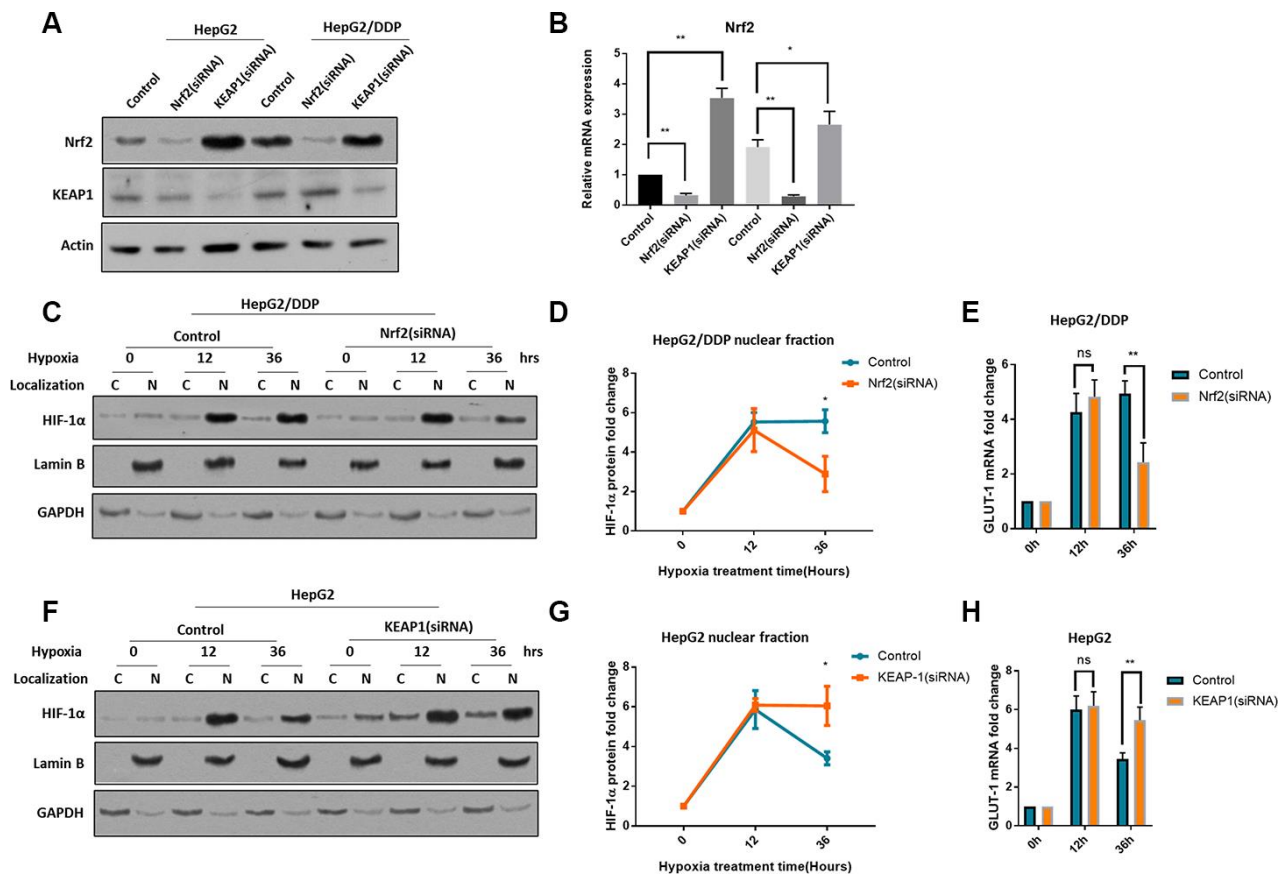 A
HepG2 HepG2/DDP
Control Nrf2(siRNA) KEAP1(siRNA) Control Nrf2(siRNA) KEAP1(siRNA)
Nrf2
KEAP1
Actin
B
Nrf2
Relative mRNA expression
5
4
3
2
1
0
** ** * **
Control Nrf2(siRNA) KEAP1(siRNA) Control Nrf2(siRNA) KEAP1(siRNA)
C
HepG2/DDP
Control Nrf2(siRNA)
Hypoxia 0 12 36 0 12 36 hrs
Localization C N C N C N C N C N C N
HIF-1α
Lamin B
GAPDH
D
HepG2/DDP nuclear fraction
Control
Nrf2(siRNA)
HIF-1α protein fold change
8
6
4
2
0
*
0 12 36
Hypoxia treatment time(Hours)
E
HepG2/DDP
GLUT-1 mRNA fold change
6
4
2
0
ns **
Control
Nrf2(siRNA)
0h 12h 36h
F
HepG2
Control KEAP1(siRNA)
Hypoxia 0 12 36 0 12 36 hrs
Localization C N C N C N C N C N C N
HIF-1α
Lamin B
GAPDH
G
HepG2 nuclear fraction
Control
KEAP-1(siRNA)
HIF-1α protein fold change
8
6
4
2
0
*
0 12 36
Hypoxia treatment time(Hours)
H
HepG2
GLUT-1 mRNA fold change
8
6
4
2
0
ns **
Control
KEAP1(siRNA)
0h 12h 36h